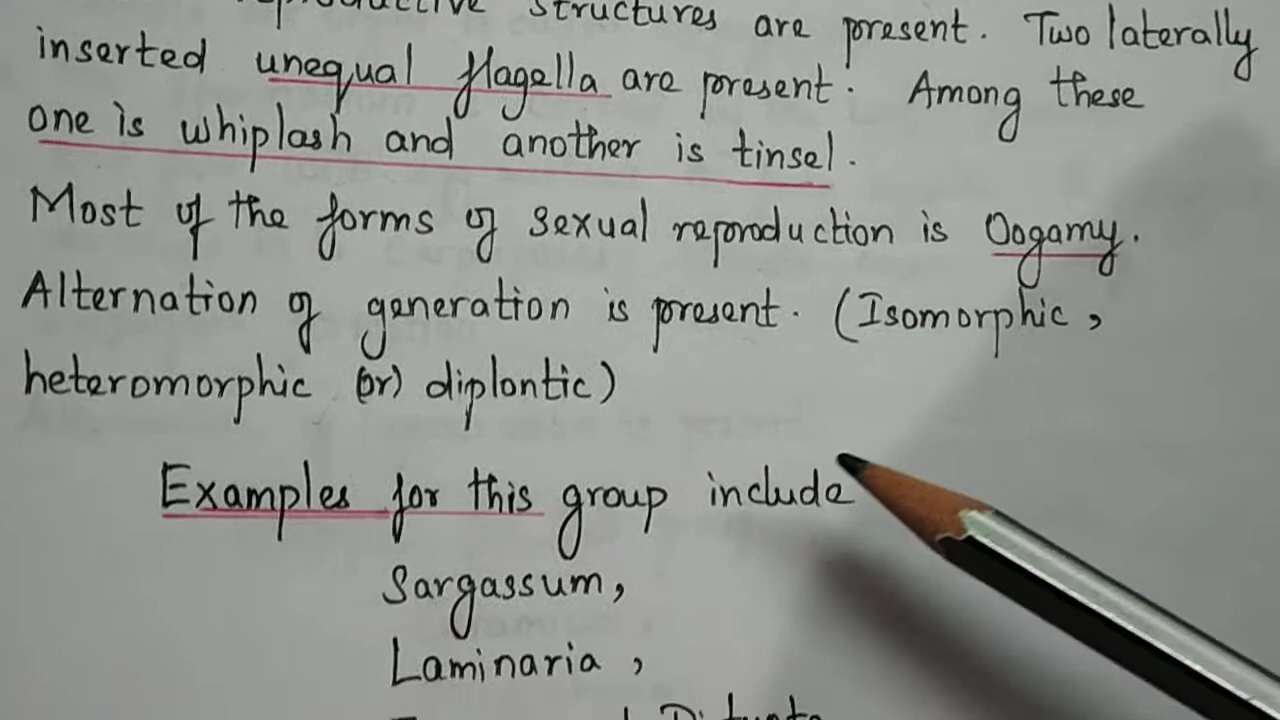 structures are present. Two laterally
inserted unequal flagella are present. Among these
one is whiplash and another is tinsel.
Most of the forms of sexual reproduction is Oogamy.
Alternation of generation is present. (Isomorphic,
heteromorphic (or) diplontic)
Examples for this group include
Sargassum,
Laminaria,